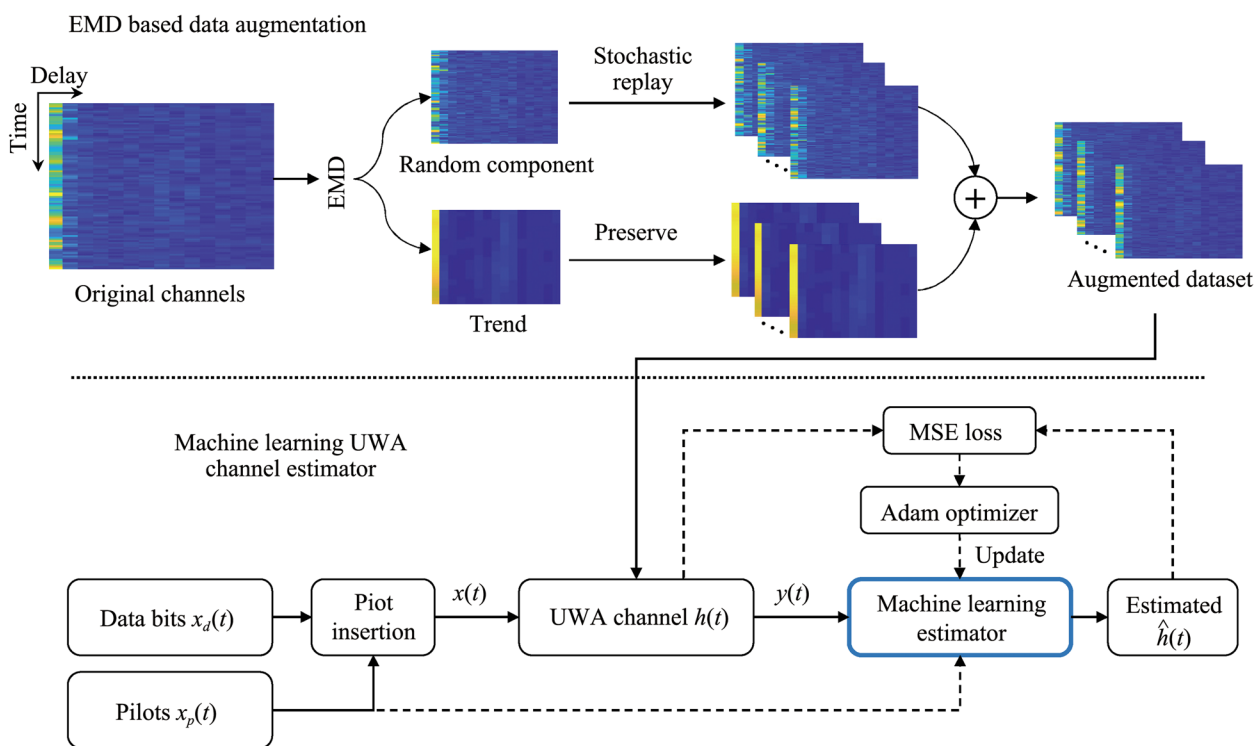 EMD based data augmentation
Delay
Time
Original channels
EMD
Random component
Trend
Stochastic
replay
Preserve
+
Augmented dataset
Machine learning UWA
channel estimator
MSE loss
Adam optimizer
Update
Data bits x_d(t)
Piot
insertion
x(t)
UWA channel h(t)
y(t)
Machine learning
estimator
Estimated
ĥ(t)
Pilots x_p(t)